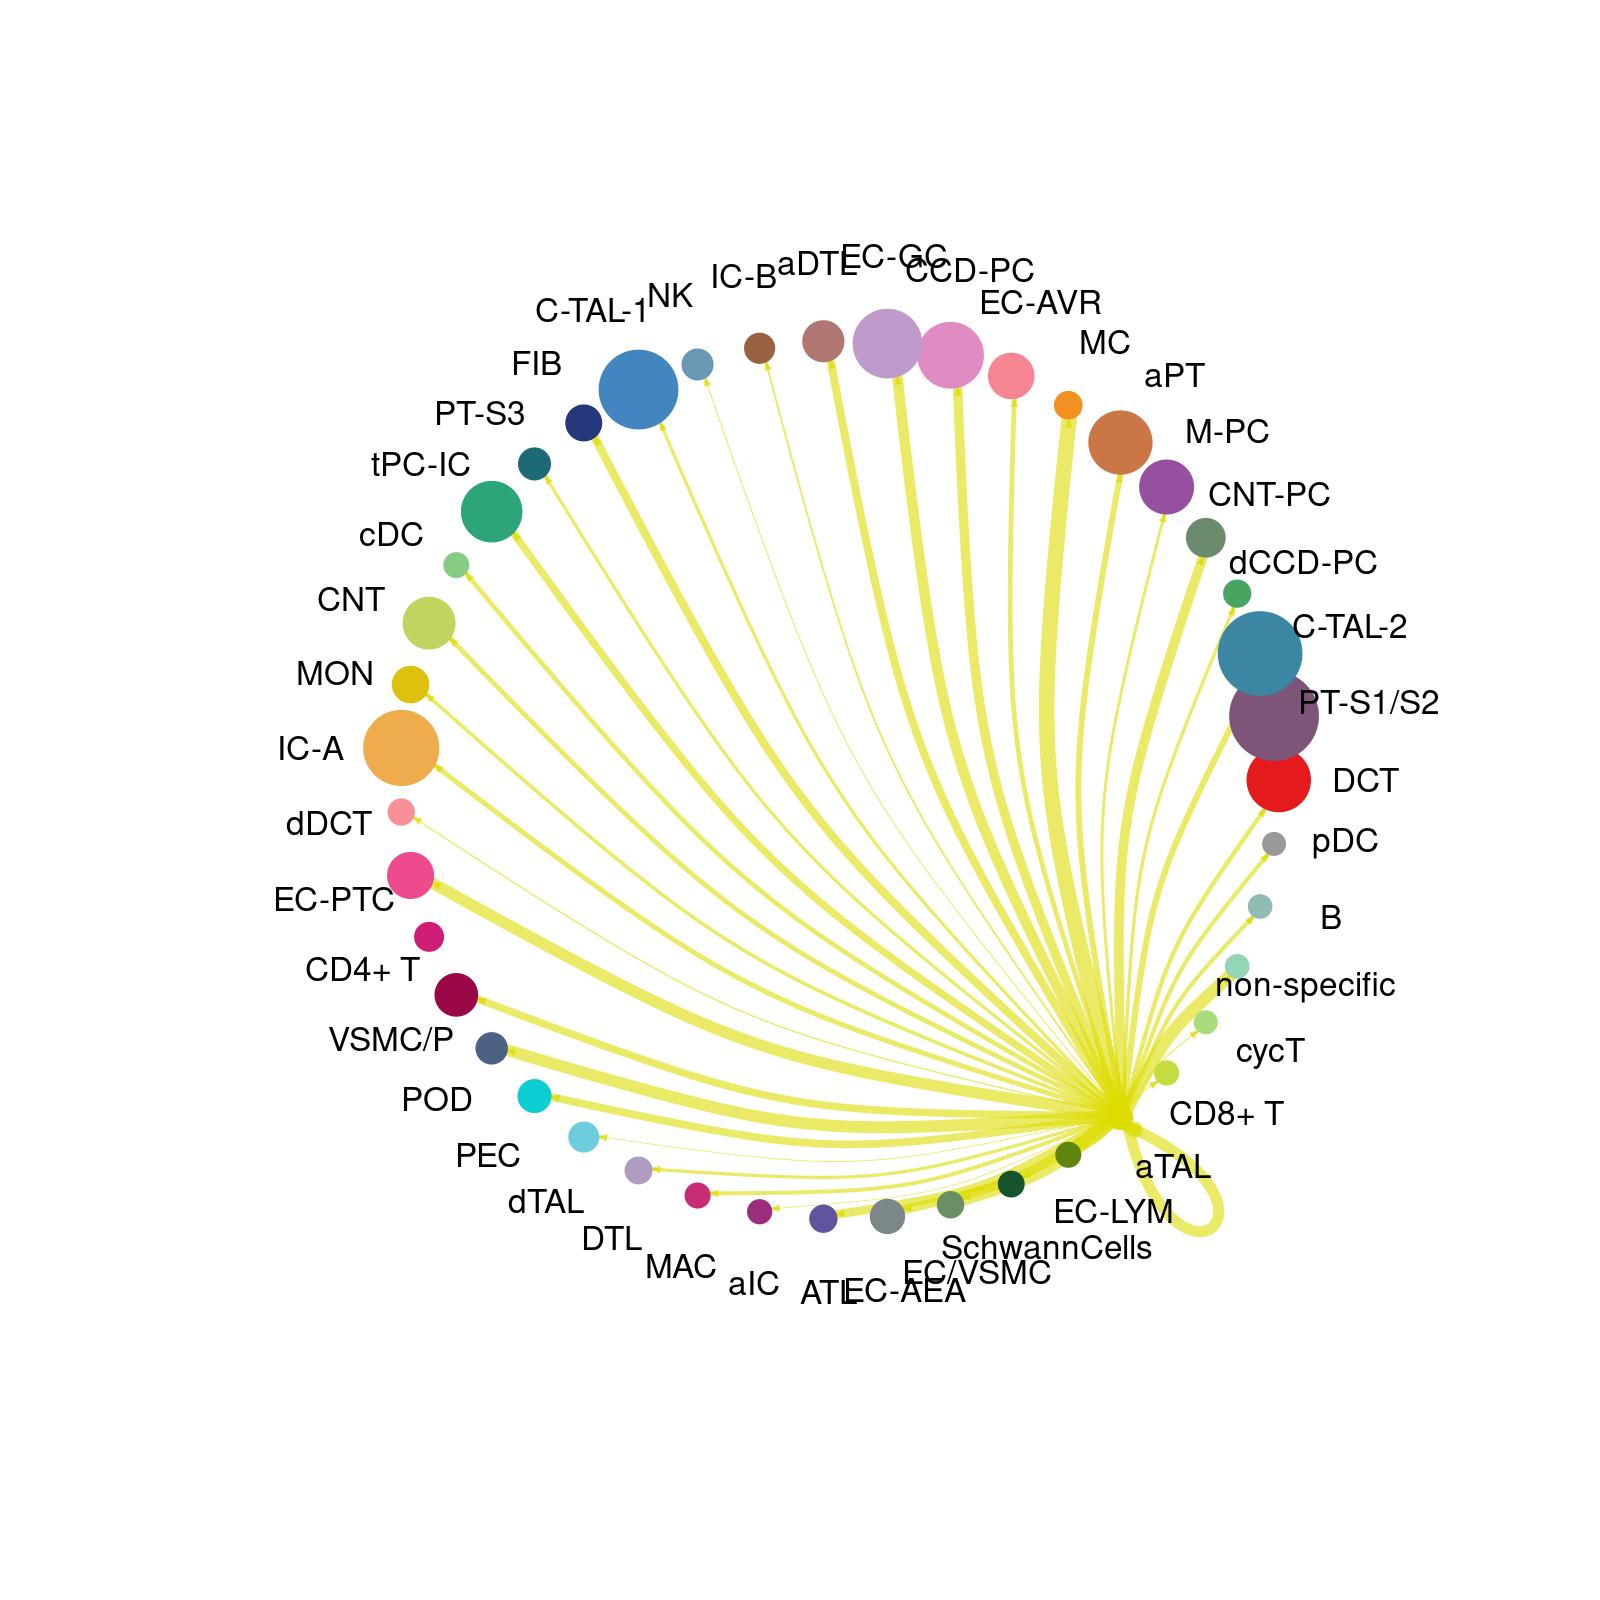 EC-GC
aDTL
CCD-PC
IC-B
NK
EC-AVR
C-TAL-1
MC
FIB
aPT
PT-S3
M-PC
tPC-IC
CNT-PC
cDC
dCCD-PC
CNT
C-TAL-2
MON
PT-S1/S2
IC-A
DCT
dDCT
pDC
EC-PTC
B
CD4+ T
non-specific
VSMC/P
cycT
POD
CD8+ T
PEC
aTAL
dTAL
EC-LYM
DTL
SchwannCells
MAC
EC/VSMC
aIC
ATL
EC-AEA